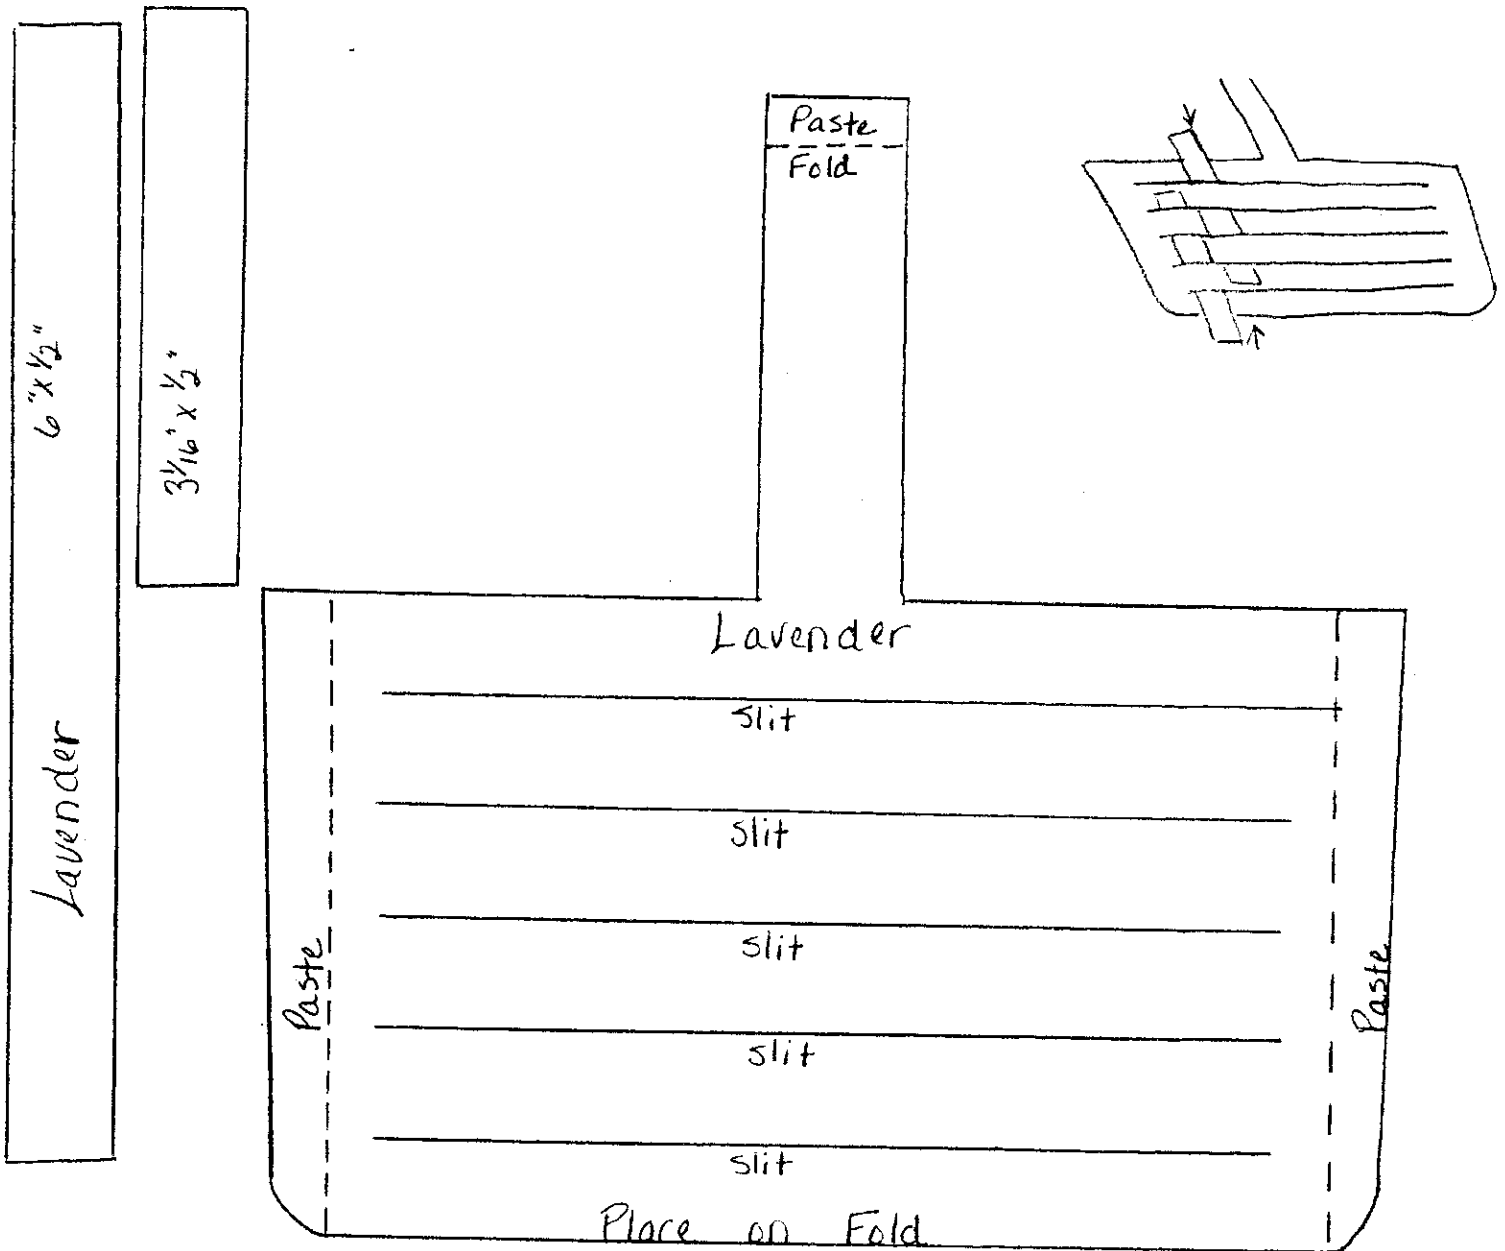 6" x 1/2"
Lavender
3 1/16" x 1/2"
Paste
Fold
Lavender
Slit
Slit
Slit
Slit
Slit
Paste
Paste
Place on Fold